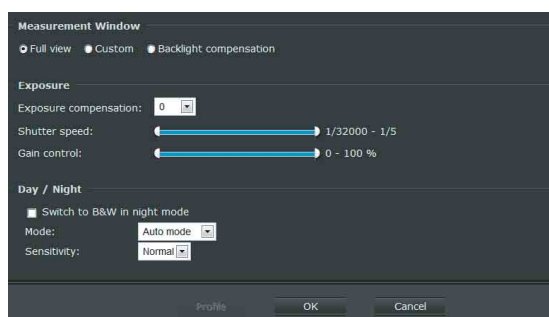 Measurement Window
Full view Custom Backlight compensation
Exposure
Exposure compensation: 0
Shutter speed: 1/32000 - 1/5
Gain control: 0 - 100 %
Day / Night
Switch to B&W in night mode
Mode: Auto mode
Sensitivity: Normal
Profile OK Cancel